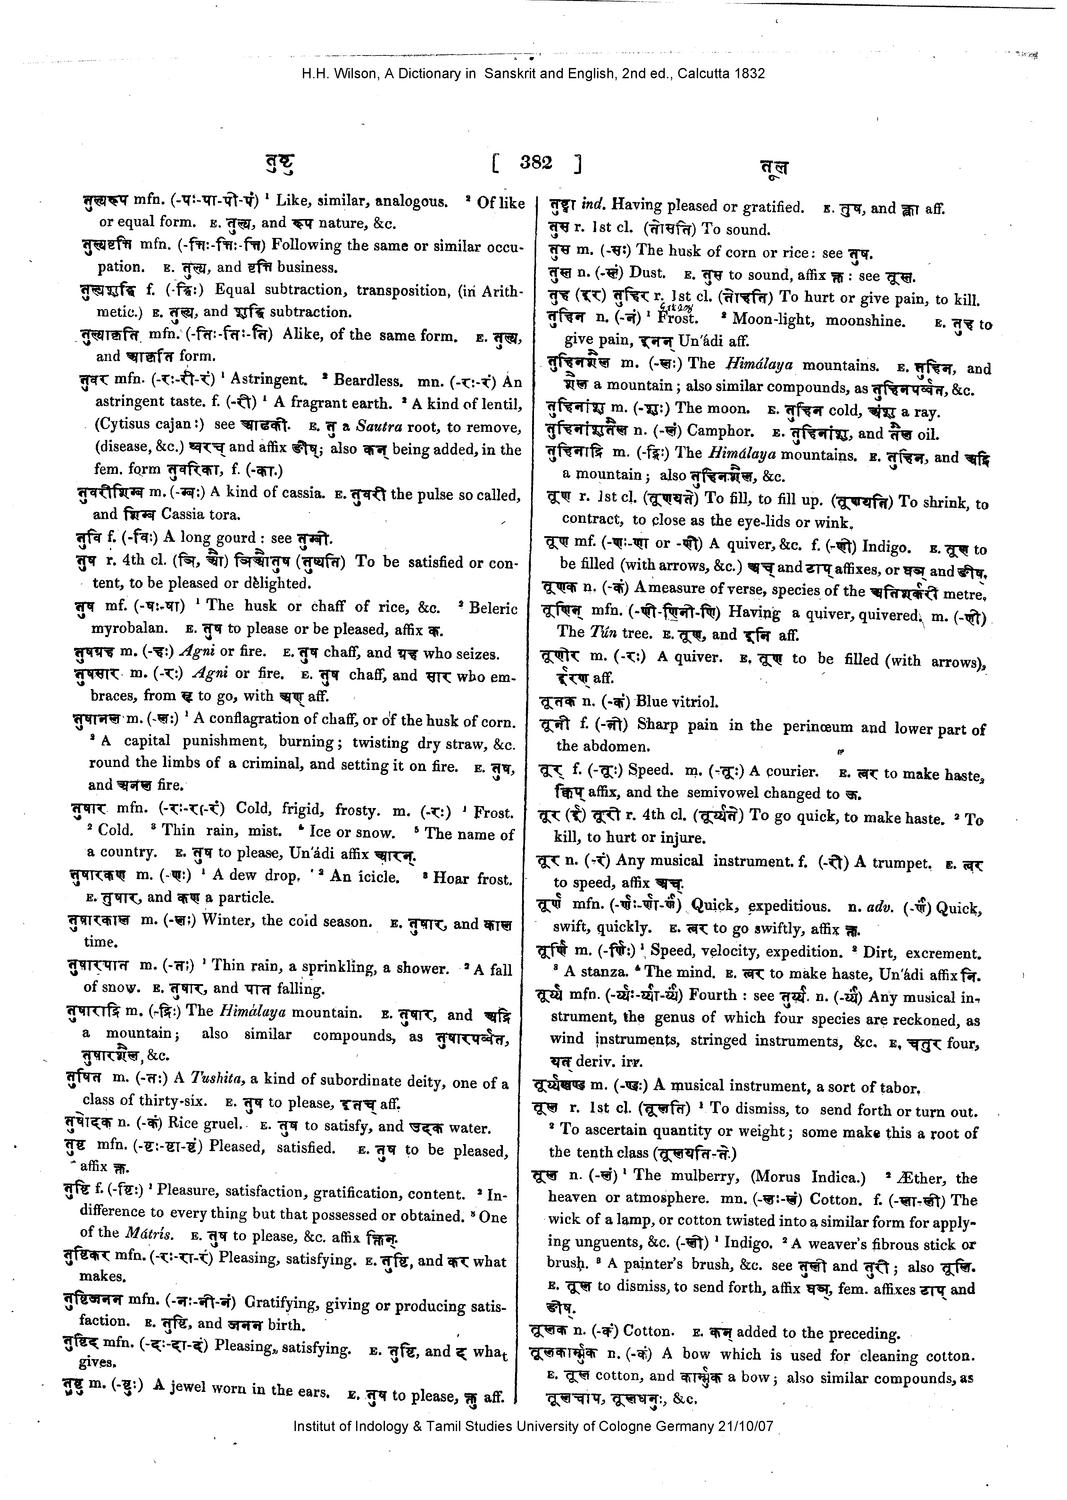 H.H. Wilson, A Dictionary in Sanskrit and English, 2nd ed., Calcutta 1832
तुष्टु [ 382 ] तूल
तुल्यरूप mfn. (-पः-पा-पी-पं) ¹ Like, similar, analogous. ² Of like
or equal form. E. तुल्य, and रूप nature, &c.
तुल्यवृत्ति mfn. (-त्तिः-त्तिः-त्ति) Following the same or similar occu-
pation. E. तुल्य, and वृत्ति business.
तुल्यशुद्धि f. (-द्धिः) Equal subtraction, transposition, (in Arith-
metic.) E. तुल्य, and शुद्धि subtraction.
तुल्याकृति mfn. (-तिः-तिः-ति) Alike, of the same form. E. तुल्य,
and आकृति form.
तुवर mfn. (-रः-री-रं) ¹ Astringent. ² Beardless. mn. (-रः-रं) An
astringent taste. f. (-री) ¹ A fragrant earth. ² A kind of lentil,
(Cytisus cajan:) see आढकी. E. तु a Sautra root, to remove,
(disease, &c.) ष्वरच् and affix ङीष्; also कन् being added, in the
fem. form तुवरिका, f. (-का.)
तुवरीशिम्ब m. (-म्बः) A kind of cassia. E. तुवरी the pulse so called,
and शिम्ब Cassia tora.
तुवि f. (-विः) A long gourd : see तुम्बी.
तुष r. 4th cl. (ञि, औ) ञिऔतुष (तुष्यति) To be satisfied or con-
tent, to be pleased or delighted.
तुष mf. (-षः-षा) ¹ The husk or chaff of rice, &c. ² Beleric
myrobalan. E. तुष to please or be pleased, affix क.
तुषग्रह m. (-हः) Agni or fire. E. तुष chaff, and ग्रह who seizes.
तुषसार m. (-रः) Agni or fire. E. तुष chaff, and सार who em-
braces, from सृ to go, with अण् aff.
तुषानल m. (-लः) ¹ A conflagration of chaff, or of the husk of corn.
² A capital punishment, burning; twisting dry straw, &c.
round the limbs of a criminal, and setting it on fire. E. तुष,
and अनल fire.
तुषार mfn. (-रः-रा-रं) Cold, frigid, frosty. m. (-रः) ¹ Frost.
² Cold. ³ Thin rain, mist. ⁴ Ice or snow. ⁵ The name of
a country. E. तुष to please, Un'ádi affix आरन्.
तुषारकण m. (-णः) ¹ A dew drop. ² An icicle. ³ Hoar frost.
E. तुषार, and कण a particle.
तुषारकाल m. (-लः) Winter, the cold season. E. तुषार, and काल
time.
तुषारपात m. (-तः) ¹ Thin rain, a sprinkling, a shower. ² A fall
of snow. E. तुषार, and पात falling.
तुषाराद्रि m. (-द्रिः) The Himálaya mountain. E. तुषार, and अद्रि
a mountain; also similar compounds, as तुषारपर्व्वत,
तुषारशैल, &c.
तुषित m. (-तः) A Tushita, a kind of subordinate deity, one of a
class of thirty-six. E. तुष to please, इतच् aff.
तुषोदक n. (-कं) Rice gruel. E. तुष to satisfy, and उदक water.
तुष्ट mfn. (-ष्टः-ष्टा-ष्टं) Pleased, satisfied. E. तुष to be pleased,
affix क्त.
तुष्टि f. (-ष्टिः) ¹ Pleasure, satisfaction, gratification, content. ² In-
difference to every thing but that possessed or obtained. ³ One
of the Mátris. E. तुष to please, &c. affix क्तिन्.
तुष्टिकर mfn. (-रः-रा-रं) Pleasing, satisfying. E. तुष्टि, and कर what
makes.
तुष्टिजनन mfn. (-नः-नी-नं) Gratifying, giving or producing satis-
faction. E. तुष्टि, and जनन birth.
तुष्टिद mfn. (-दः-दा-दं) Pleasing, satisfying. E. तुष्टि, and द what
gives.
तुष्टु m. (-ष्टुः) A jewel worn in the ears. E. तुष to please, क्तु aff.
तुष्ट्वा ind. Having pleased or gratified. E. तुष, and क्त्वा aff.
तुस r. 1st cl. (तोसति) To sound.
तुस m. (-सः) The husk of corn or rice : see तुष.
तुस्त n. (-स्तं) Dust. E. तुस to sound, affix क्त : see तूस्त.
तुह (इर) तुहिर r. 1st cl. (तोहति) To hurt or give pain, to kill.
तुहिन n. (-नं) ¹ Frost. ² Moon-light, moonshine. E. तुह to
give pain, इनन् Un'ádi aff.
तुहिनशैल m. (-लः) The Himálaya mountains. E. तुहिन, and
शैल a mountain; also similar compounds, as तुहिनपर्व्वत, &c.
तुहिनांशु m. (-शुः) The moon. E. तुहिन cold, अंशु a ray.
तुहिनांशुतैल n. (-लं) Camphor. E. तुहिनांशु, and तैल oil.
तुहिनाद्रि m. (-द्रिः) The Himálaya mountains. E. तुहिन, and अद्रि
a mountain; also तुहिनशैल, &c.
तूण r. 1st cl. (तूणयते) To fill, to fill up. (तूणयति) To shrink, to
contract, to close as the eye-lids or wink.
तूण mf. (-णः-णा or -णी) A quiver, &c. f. (-णी) Indigo. E. तूण to
be filled (with arrows, &c.) अच् and टाप् affixes, or घञ् and ङीष्.
तूणक n. (-कं) A measure of verse, species of the अतिशर्करी metre.
तूणिन् mfn. (-णी-णिनी-णि) Having a quiver, quivered. m. (-णी)
The Tún tree. E. तूण, and इनि aff.
तूणीर m. (-रः) A quiver. E. तूण to be filled (with arrows),
ईरण् aff.
तूतक n. (-कं) Blue vitriol.
तूनी f. (-नी) Sharp pain in the perinœum and lower part of
the abdomen.
तूर् f. (-तूः) Speed. m. (-तूः) A courier. E. त्वर to make haste,
क्विप् affix, and the semivowel changed to ऊ.
तूर (ई) तूरी r. 4th cl. (तूर्य्यते) To go quick, to make haste. ² To
kill, to hurt or injure.
तूर n. (-रं) Any musical instrument. f. (-री) A trumpet. E. त्वर
to speed, affix अच्.
तूर्ण mfn. (-र्णः-र्णा-र्णं) Quick, expeditious. n. adv. (-र्णं) Quick,
swift, quickly. E. त्वर to go swiftly, affix क्त.
तूर्णि m. (-र्णिः) ¹ Speed, velocity, expedition. ² Dirt, excrement.
³ A stanza. ⁴ The mind. E. त्वर to make haste, Un'ádi affix नि.
तूर्य्य mfn. (-र्य्यः-र्य्या-र्य्यं) Fourth : see तुर्य्य. n. (-र्य्यं) Any musical in-
strument, the genus of which four species are reckoned, as
wind instruments, stringed instruments, &c. E. चतुर four,
यत् deriv. irr.
तूर्य्यखण्ड m. (-ण्डः) A musical instrument, a sort of tabor.
तूल r. 1st cl. (तूलति) ¹ To dismiss, to send forth or turn out.
² To ascertain quantity or weight; some make this a root of
the tenth class (तूलयति-ते.)
तूल n. (-लं) ¹ The mulberry, (Morus Indica.) ² Æther, the
heaven or atmosphere. mn. (-लः-लं) Cotton. f. (-ला-ली) The
wick of a lamp, or cotton twisted into a similar form for apply-
ing unguents, &c. (-ली) ¹ Indigo. ² A weaver's fibrous stick or
brush. ³ A painter's brush, &c. see तुली and तुरी; also तूलि.
E. तूल to dismiss, to send forth, affix घञ्, fem. affixes टाप् and
ङीष्.
तूलक n. (-कं) Cotton. E. कन् added to the preceding.
तूलकार्म्मुक n. (-कं) A bow which is used for cleaning cotton.
E. तूल cotton, and कार्म्मुक a bow; also similar compounds, as
तूलचाप, तूलधनुः, &c.
Institut of Indology & Tamil Studies University of Cologne Germany 21/10/07